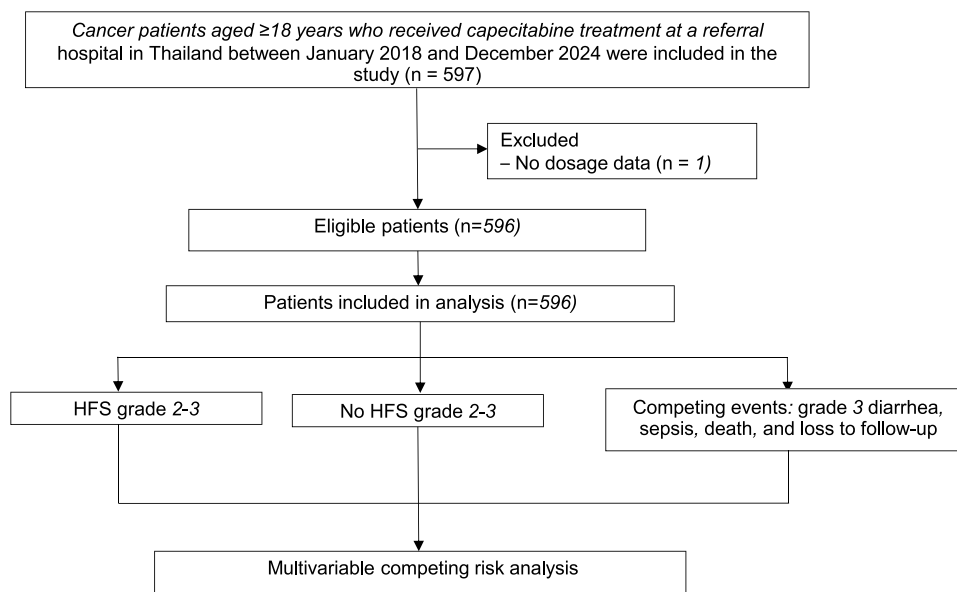 Cancer patients aged ≥18 years who received capecitabine treatment at a referral
hospital in Thailand between January 2018 and December 2024 were included in the
study (n = 597)
Excluded
– No dosage data (n = 1)
Eligible patients (n=596)
Patients included in analysis (n=596)
HFS grade 2-3
No HFS grade 2-3
Competing events: grade 3 diarrhea,
sepsis, death, and loss to follow-up
Multivariable competing risk analysis